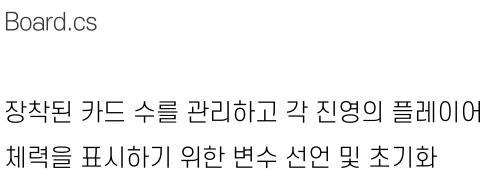 Board.cs
장착된 카드 수를 관리하고 각 진영의 플레이어
체력을 표시하기 위한 변수 선언 및 초기화